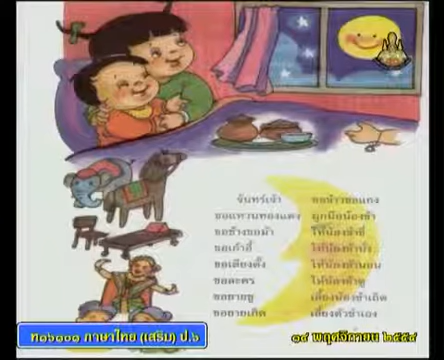 จันทร์เจ้า ขอข้าวขอแกง
ขอแหวนทองแดง ผูกมือน้องข้า
ขอช้างขอม้า ให้น้องข้าขี่
ขอเก้าอี้ ให้น้องข้านั่ง
ขอเตียงตั้ง ให้น้องข้านอน
ขอละคร ให้น้องข้าดู
ขอยายชู เลี้ยงน้องข้าเถิด
ขอยายเกิด เลี้ยงตัวข้าเอง
ท๑๖๑๐๑ ภาษาไทย (เสริม) ป.๖
๑๔ พฤศจิกายน ๒๕๕๔